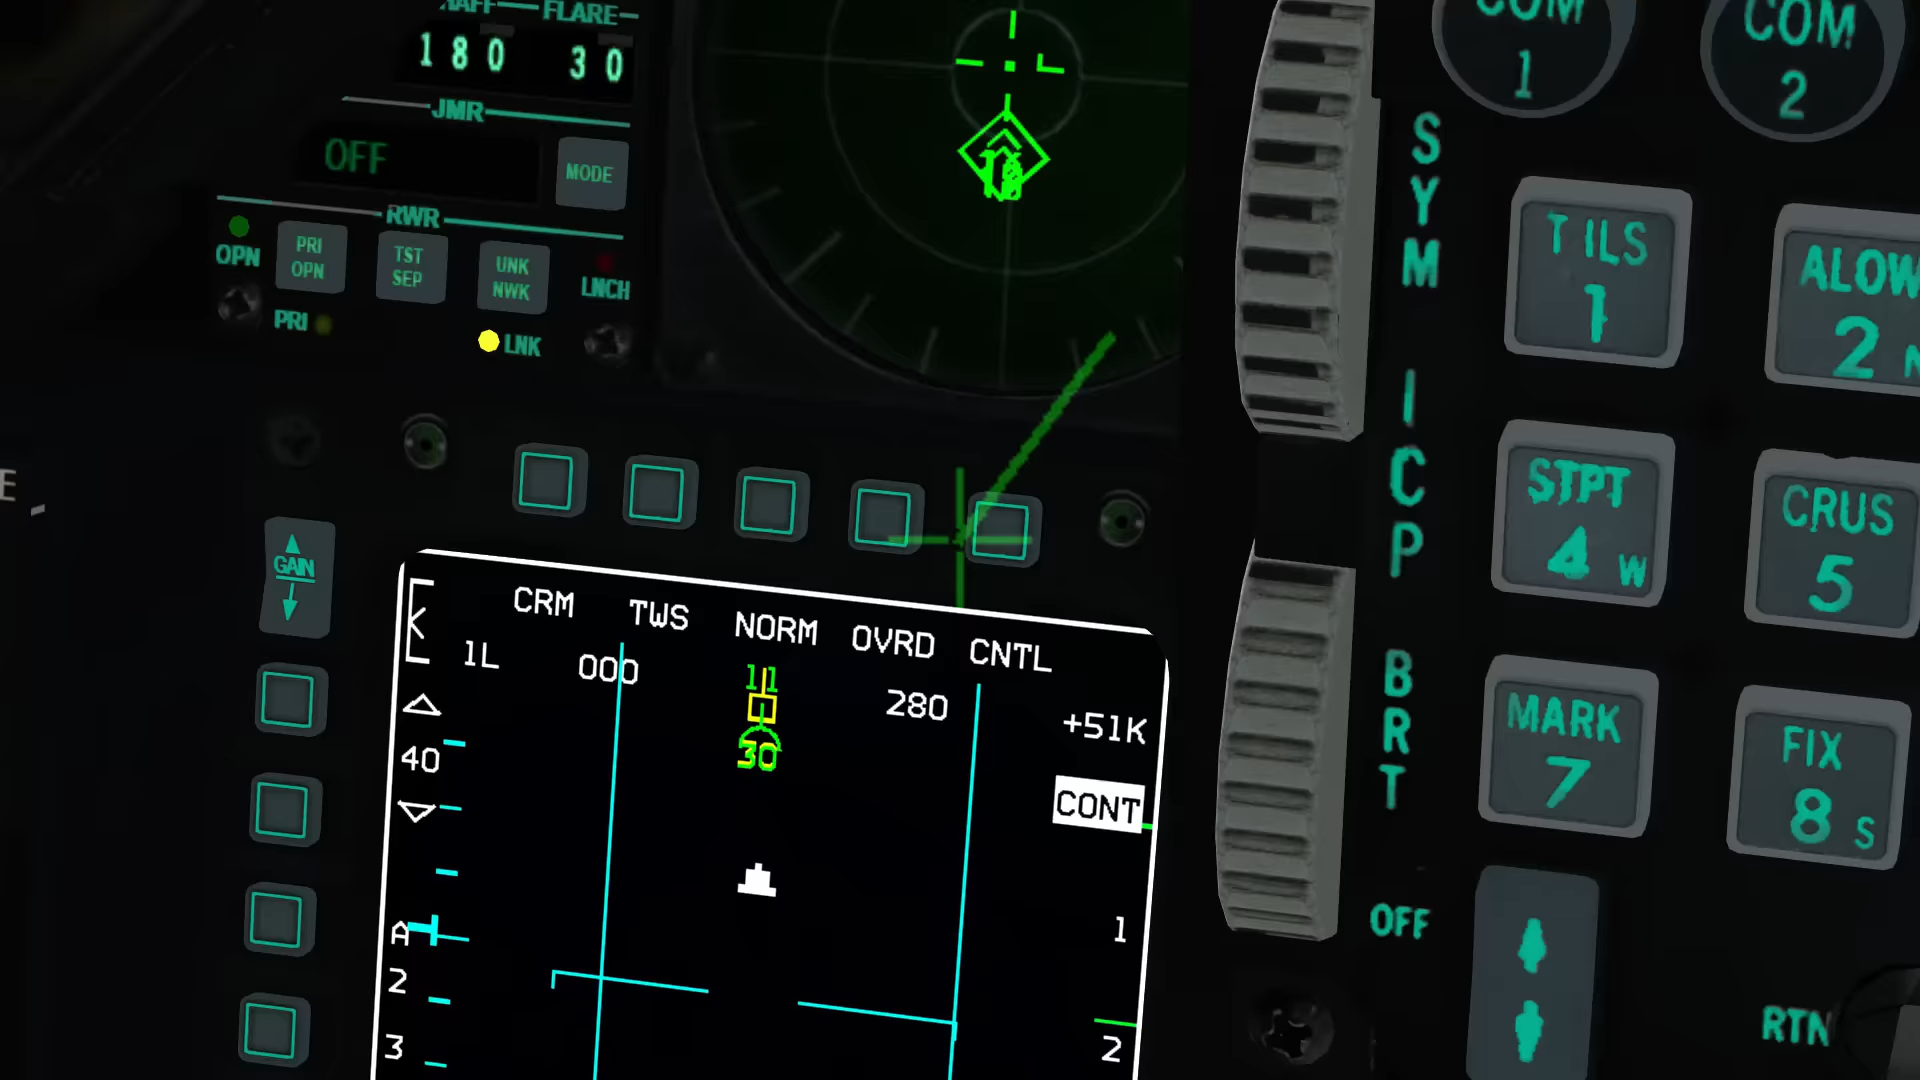 FLARE
180 30
JMR
OFF
MODE
RWR
OPN
PRI
OPN
TST
SEP
UNK
NWK
LNCH
PRI
LNK
E
GAIN
CRM TWS NORM OVRD CNTL
1L 000 11 280
+51K
30
40
CONT
A
1
2
3
2
SYM
ICP
BRT
OFF
COM
1
COM
2
T ILS
1
ALOW
2 N
STPT
4 W
CRUS
5
MARK
7
FIX
8 S
RTN